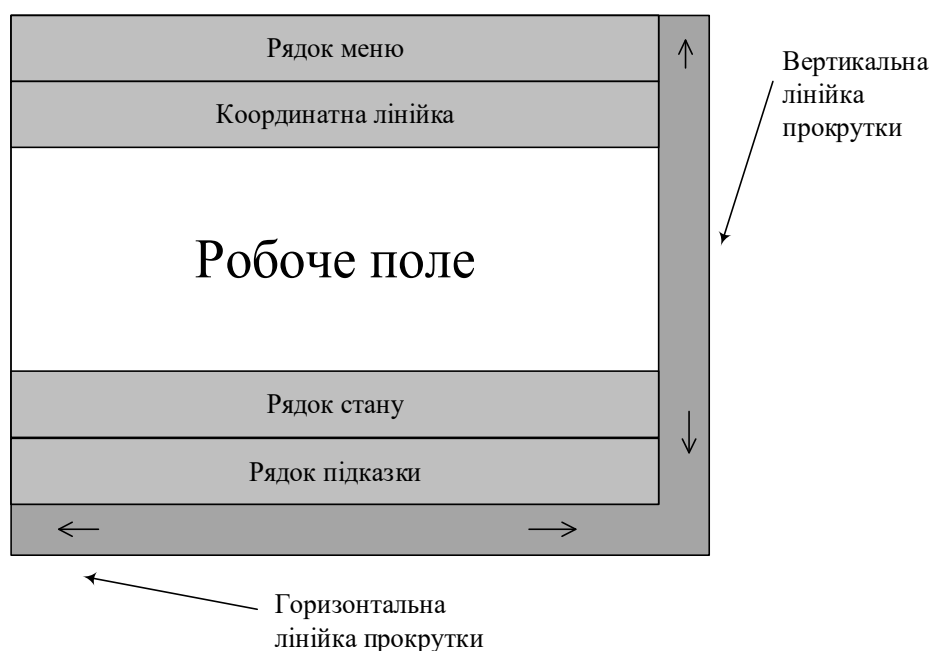 Рядок меню
Координатна лінійка
Вертикальна
лінійка
прокрутки
Робоче поле
Рядок стану
Рядок підказки
Горизонтальна
лінійка прокрутки